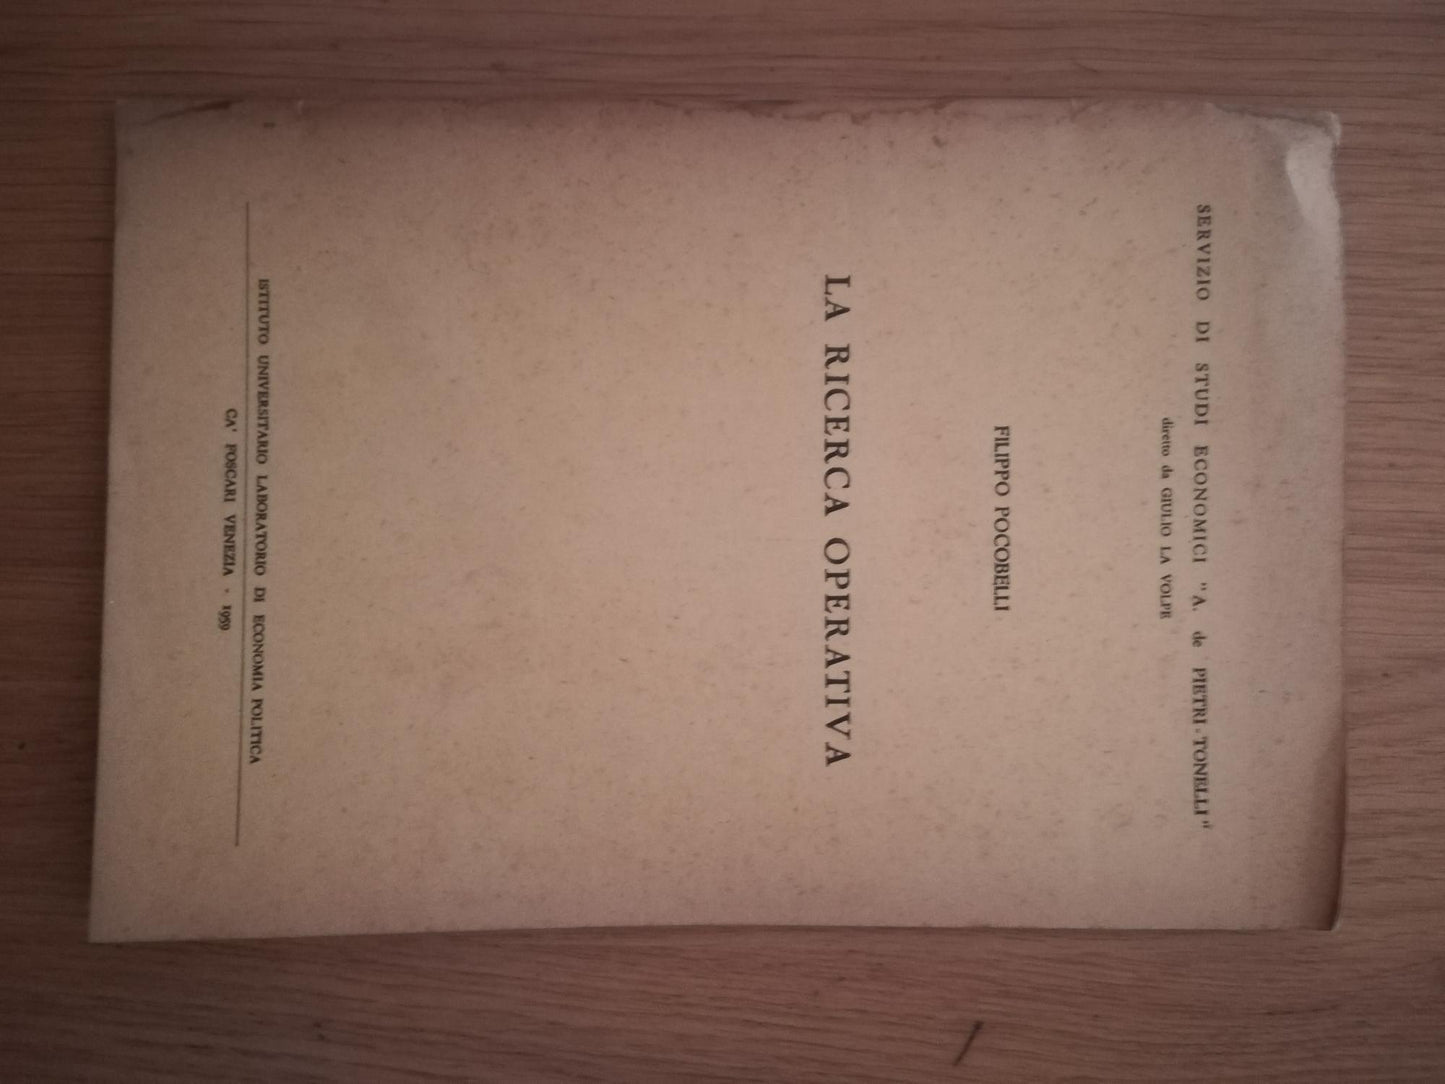 SERVIZIO DI STUDI ECONOMICI "A. de PIETRI-TONELLI"
diretto da GIULIO LA VOLPE
FILIPPO POCOBELLI
LA RICERCA OPERATIVA
ISTITUTO UNIVERSITARIO LABORATORIO DI ECONOMIA POLITICA
CA' FOSCARI VENEZIA - 1959